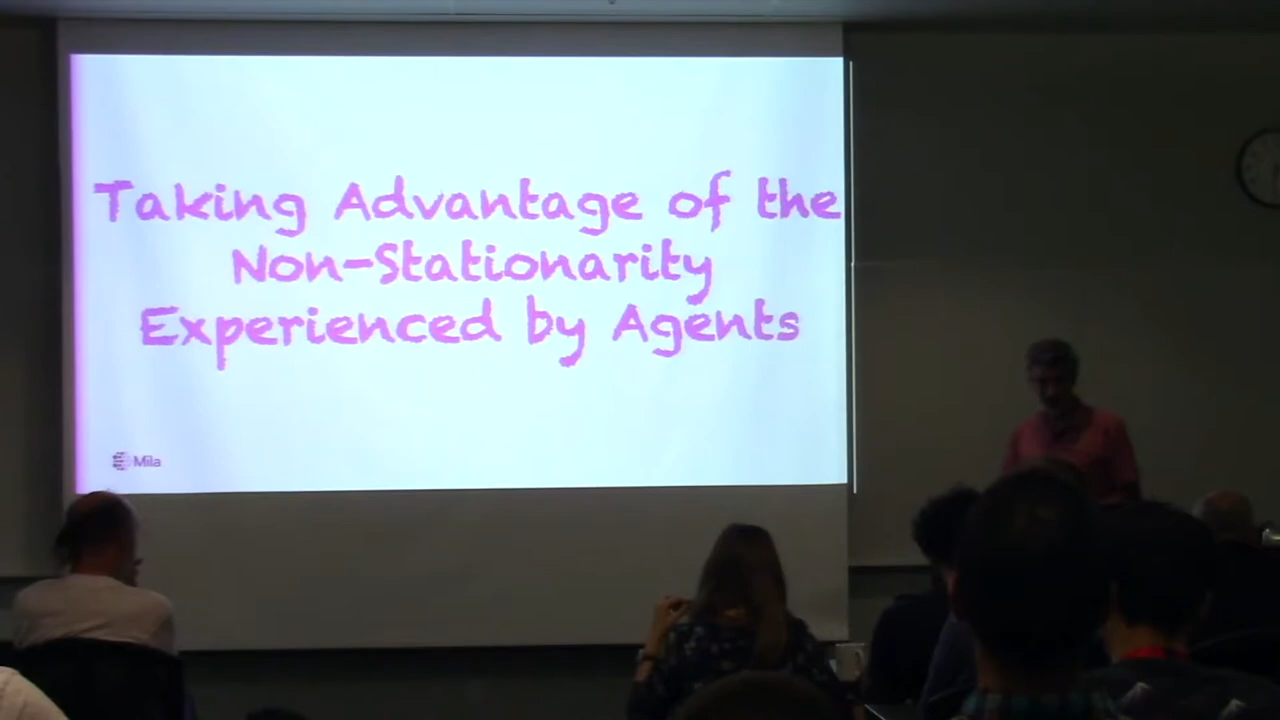 Taking Advantage of the
Non-Stationarity
Experienced by Agents
Mila